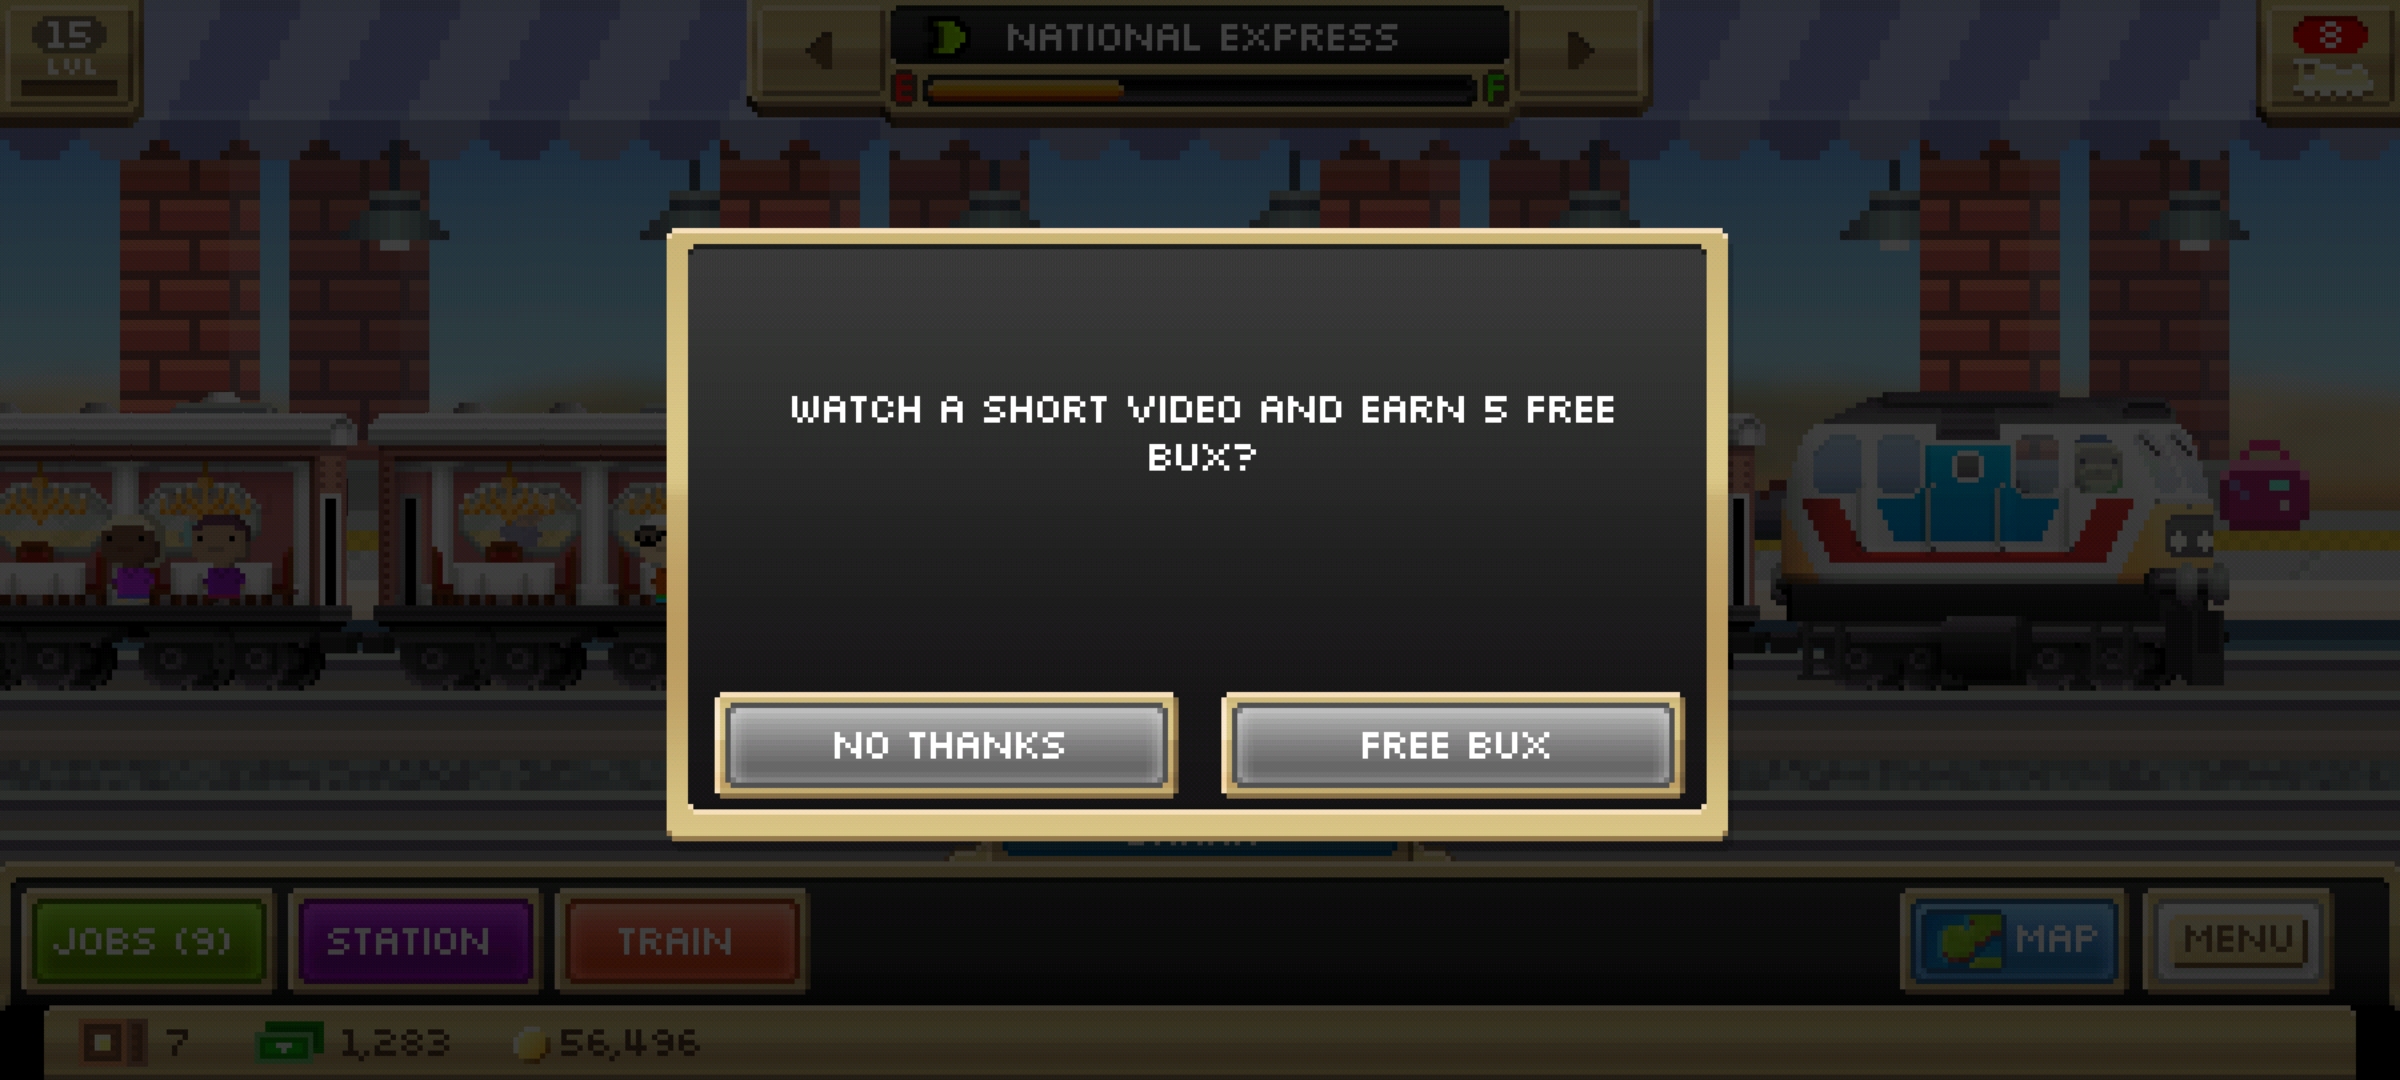 15
LVL
NATIONAL EXPRESS
E F
8
WATCH A SHORT VIDEO AND EARN 5 FREE
BUX?
NO THANKS
FREE BUX
JOBS (9)
STATION
TRAIN
MAP
MENU
7
1,283
56,496